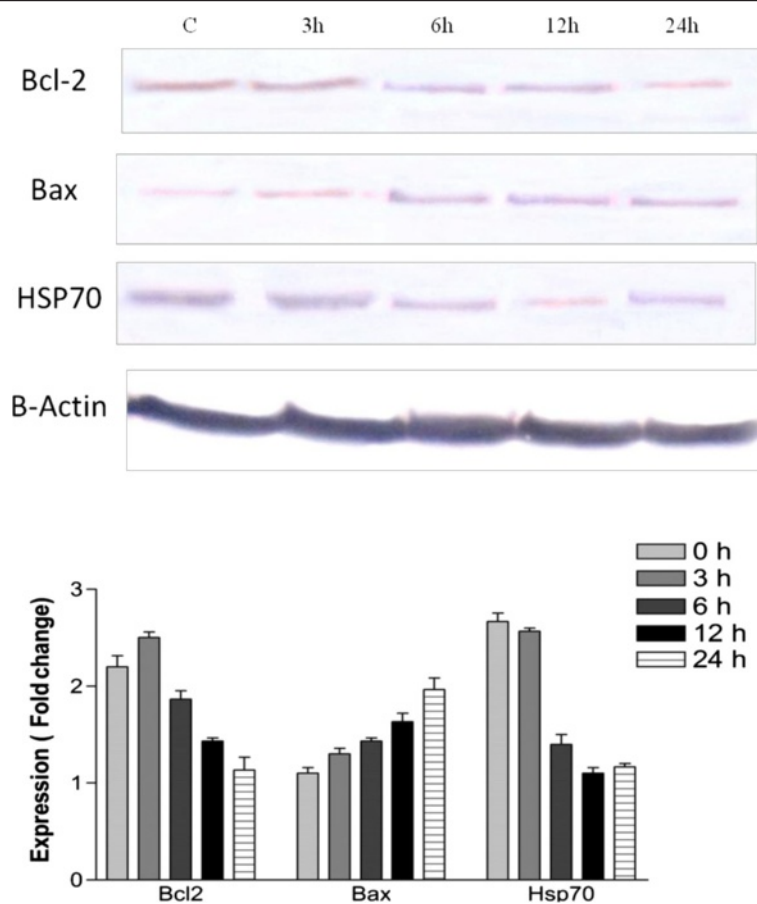 C 3h 6h 12h 24h
Bcl-2
Bax
HSP70
B-Actin
0 h
3 h
6 h
12 h
24 h
Expression ( Fold change)
3
2
1
0
Bcl2 Bax Hsp70